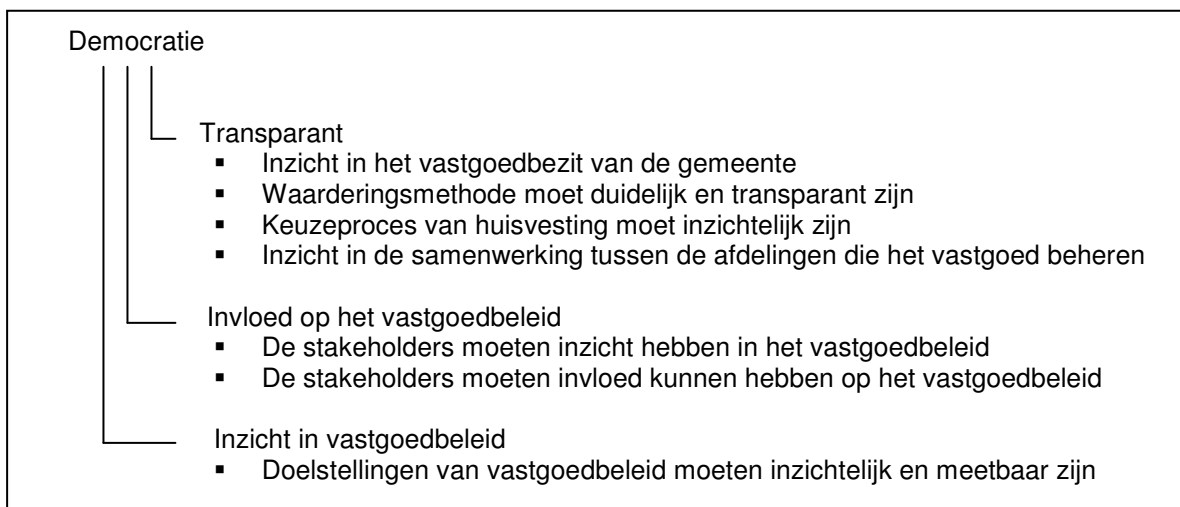 Democratie
Transparant
▪ Inzicht in het vastgoedbezit van de gemeente
▪ Waarderingsmethode moet duidelijk en transparant zijn
▪ Keuzeproces van huisvesting moet inzichtelijk zijn
▪ Inzicht in de samenwerking tussen de afdelingen die het vastgoed beheren
Invloed op het vastgoedbeleid
▪ De stakeholders moeten inzicht hebben in het vastgoedbeleid
▪ De stakeholders moeten invloed kunnen hebben op het vastgoedbeleid
Inzicht in vastgoedbeleid
▪ Doelstellingen van vastgoedbeleid moeten inzichtelijk en meetbaar zijn